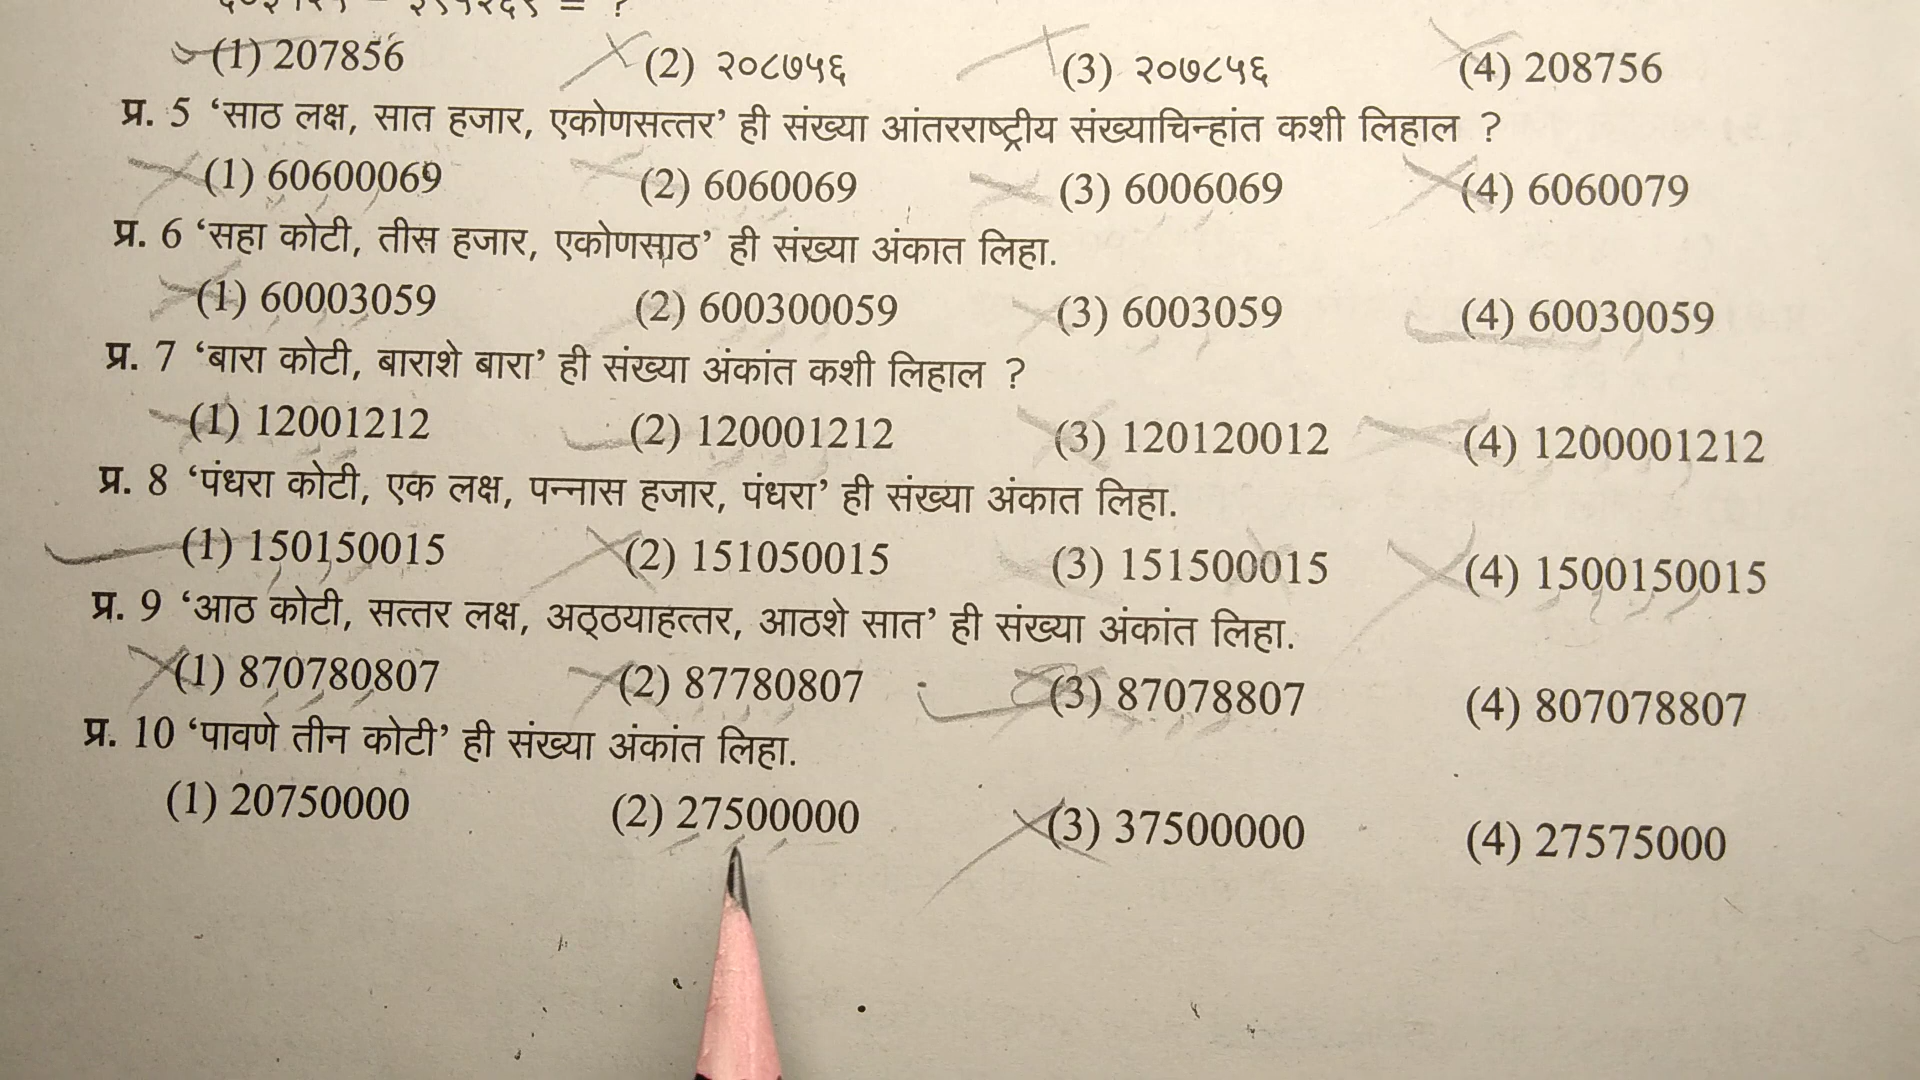 (1) 207856 (2) २०८७५६ (3) २०७८५६ (4) 208756
प्र. 5 ‘साठ लक्ष, सात हजार, एकोणसत्तर’ ही संख्या आंतरराष्ट्रीय संख्याचिन्हांत कशी लिहाल ?
(1) 60600069 (2) 6060069 (3) 6006069 (4) 6060079
प्र. 6 ‘सहा कोटी, तीस हजार, एकोणसाठ’ ही संख्या अंकात लिहा.
(1) 60003059 (2) 600300059 (3) 6003059 (4) 60030059
प्र. 7 ‘बारा कोटी, बाराशे बारा’ ही संख्या अंकांत कशी लिहाल ?
(1) 12001212 (2) 120001212 (3) 120120012 (4) 1200001212
प्र. 8 ‘पंधरा कोटी, एक लक्ष, पन्नास हजार, पंधरा’ ही संख्या अंकात लिहा.
(1) 150150015 (2) 151050015 (3) 151500015 (4) 1500150015
प्र. 9 ‘आठ कोटी, सत्तर लक्ष, अठ्ठयाहत्तर, आठशे सात’ ही संख्या अंकांत लिहा.
(1) 870780807 (2) 87780807 (3) 87078807 (4) 807078807
प्र. 10 ‘पावणे तीन कोटी’ ही संख्या अंकांत लिहा.
(1) 20750000 (2) 27500000 (3) 37500000 (4) 27575000